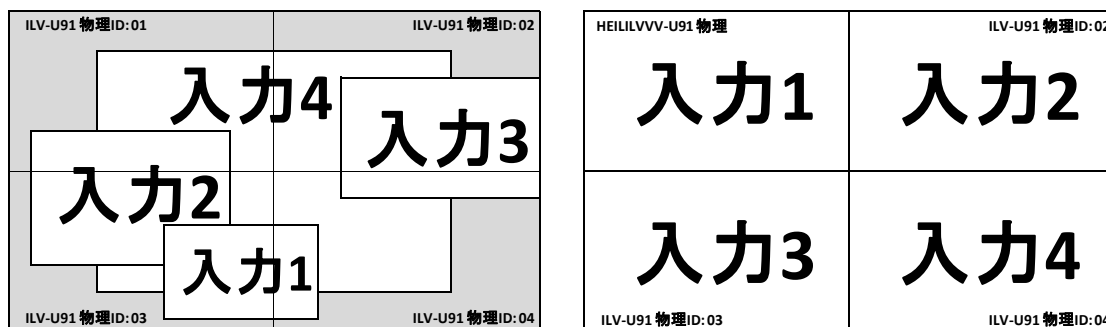 ILV-U91 物理ID:01
ILV-U91 物理ID:02
入力4
入力3
入力2
入力1
ILV-U91 物理ID:03
ILV-U91 物理ID:04
HEILILVVV-U91 物理
ILV-U91 物理ID:02
入力1
入力2
入力3
入力4
ILV-U91 物理ID:03
ILV-U91 物理ID:04